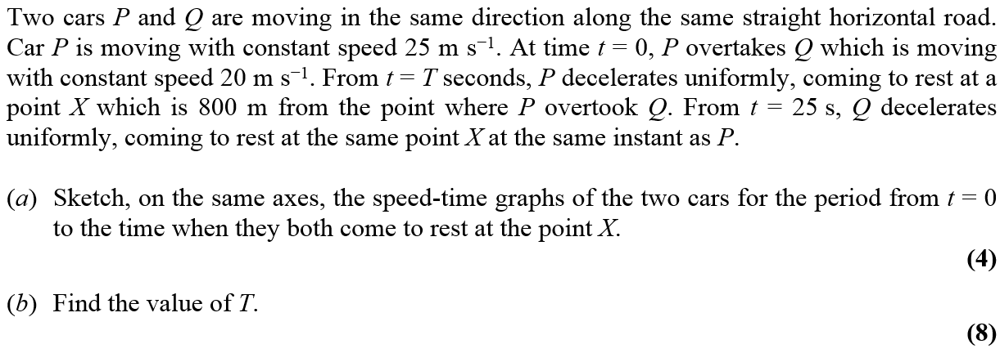 Two cars P and Q are moving in the same direction along the same straight horizontal road.
Car P is moving with constant speed 25 m s⁻¹. At time t = 0, P overtakes Q which is moving
with constant speed 20 m s⁻¹. From t = T seconds, P decelerates uniformly, coming to rest at a
point X which is 800 m from the point where P overtook Q. From t = 25 s, Q decelerates
uniformly, coming to rest at the same point X at the same instant as P.
(a) Sketch, on the same axes, the speed-time graphs of the two cars for the period from t = 0
to the time when they both come to rest at the point X.
(4)
(b) Find the value of T.
(8)